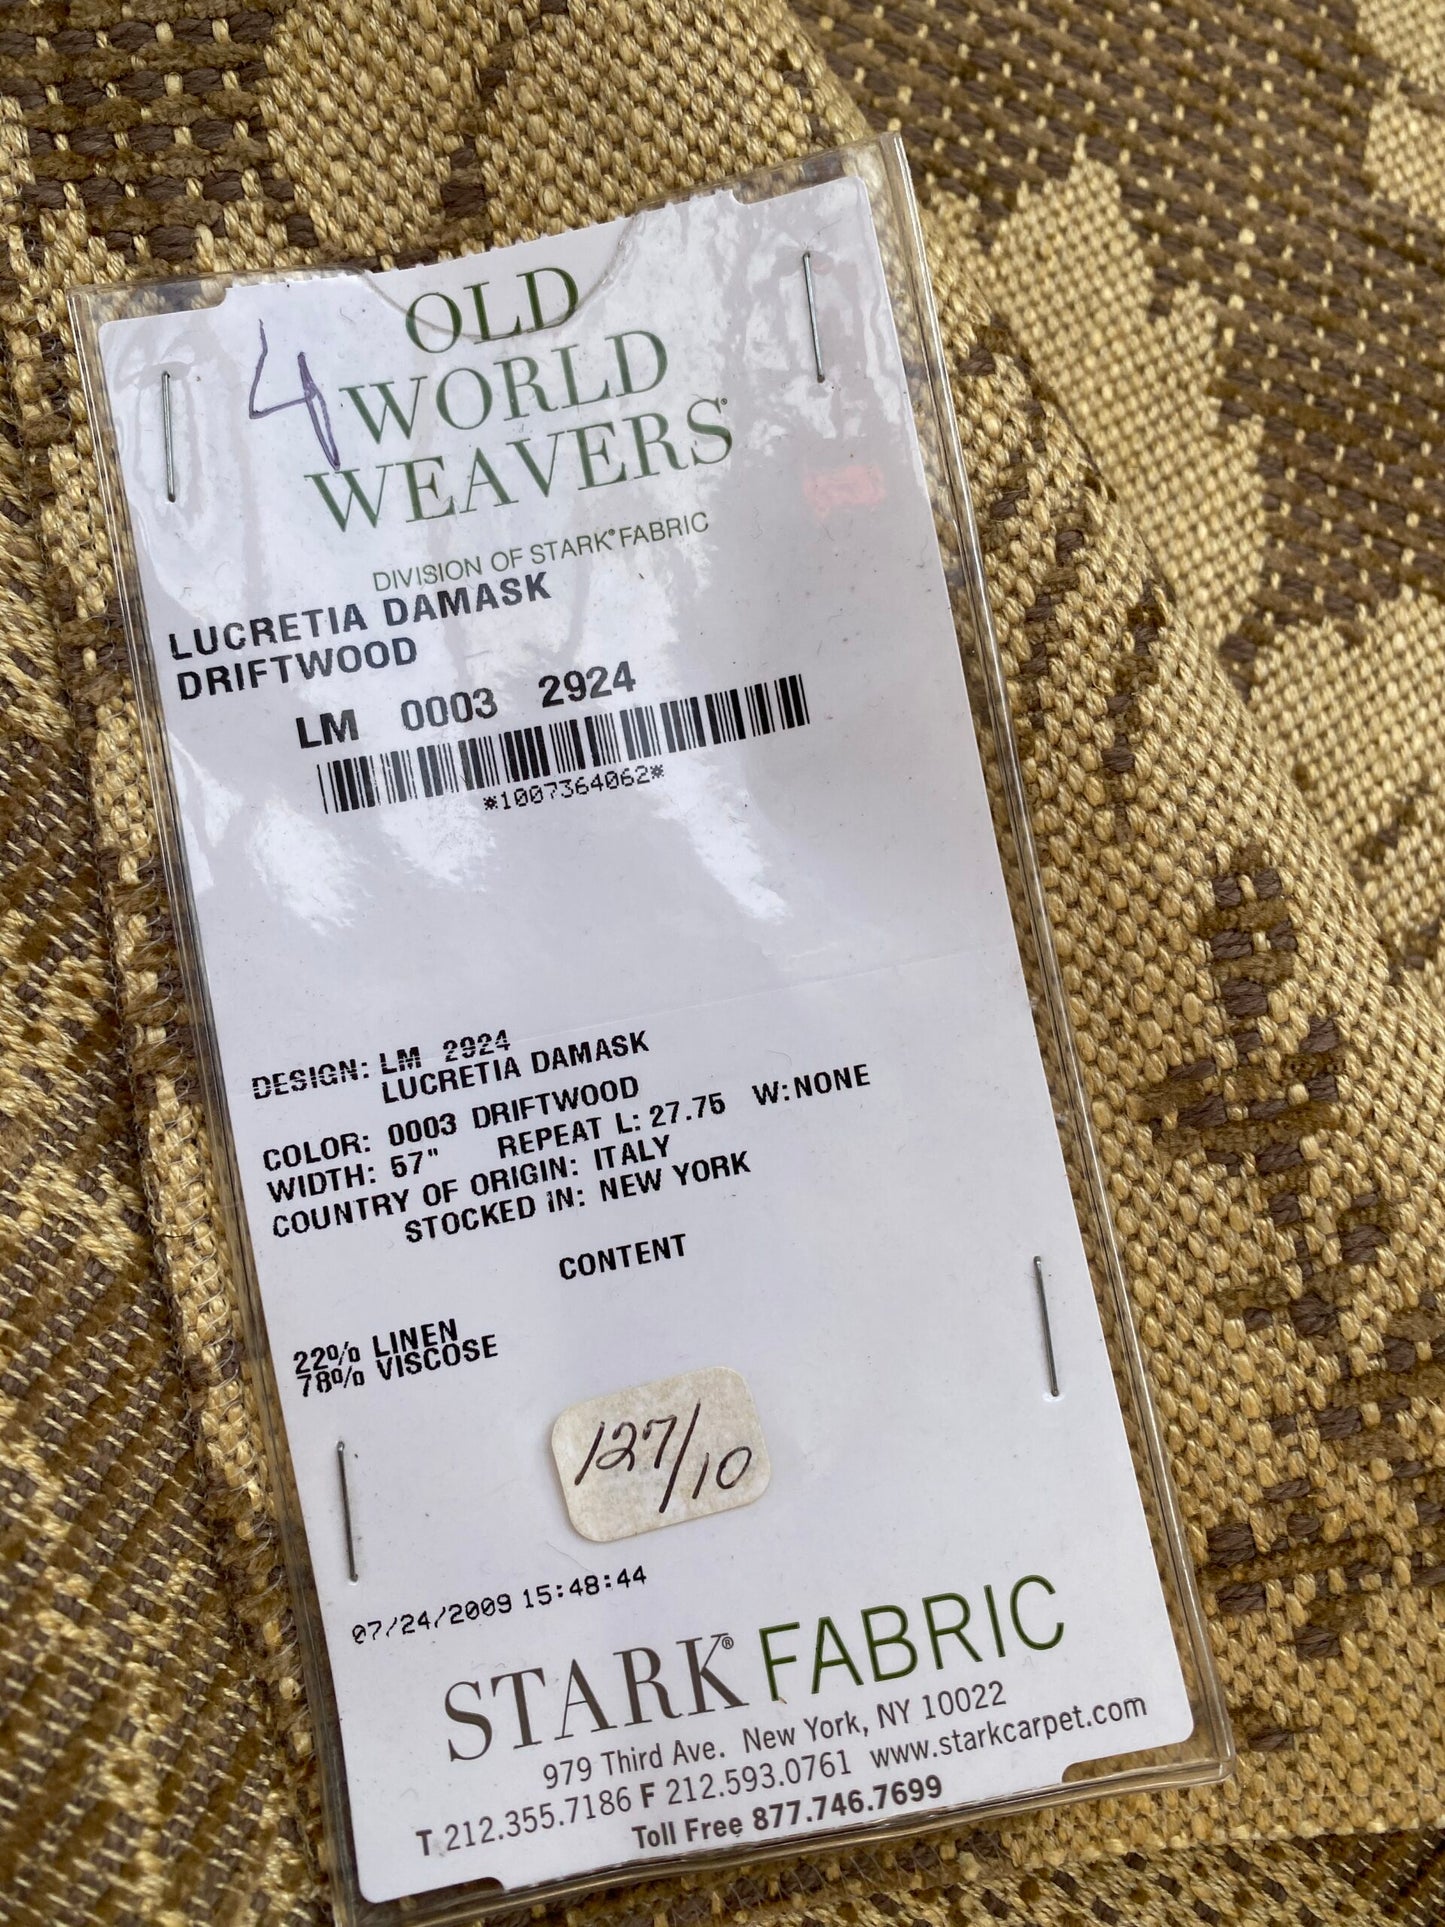 4
OLD
WORLD
WEAVERS®
DIVISION OF STARK® FABRIC
LUCRETIA DAMASK
DRIFTWOOD
LM 0003 2924
*1007364062*
DESIGN: LM 2924
LUCRETIA DAMASK
COLOR: 0003 DRIFTWOOD
WIDTH: 57" REPEAT L: 27.75 W: NONE
COUNTRY OF ORIGIN: ITALY
STOCKED IN: NEW YORK
CONTENT
22% LINEN
78% VISCOSE
127/10
07/24/2009 15:48:44
STARK® FABRIC
979 Third Ave. New York, NY 10022
T 212.355.7186 F 212.593.0761 www.starkcarpet.com
Toll Free 877.746.7699